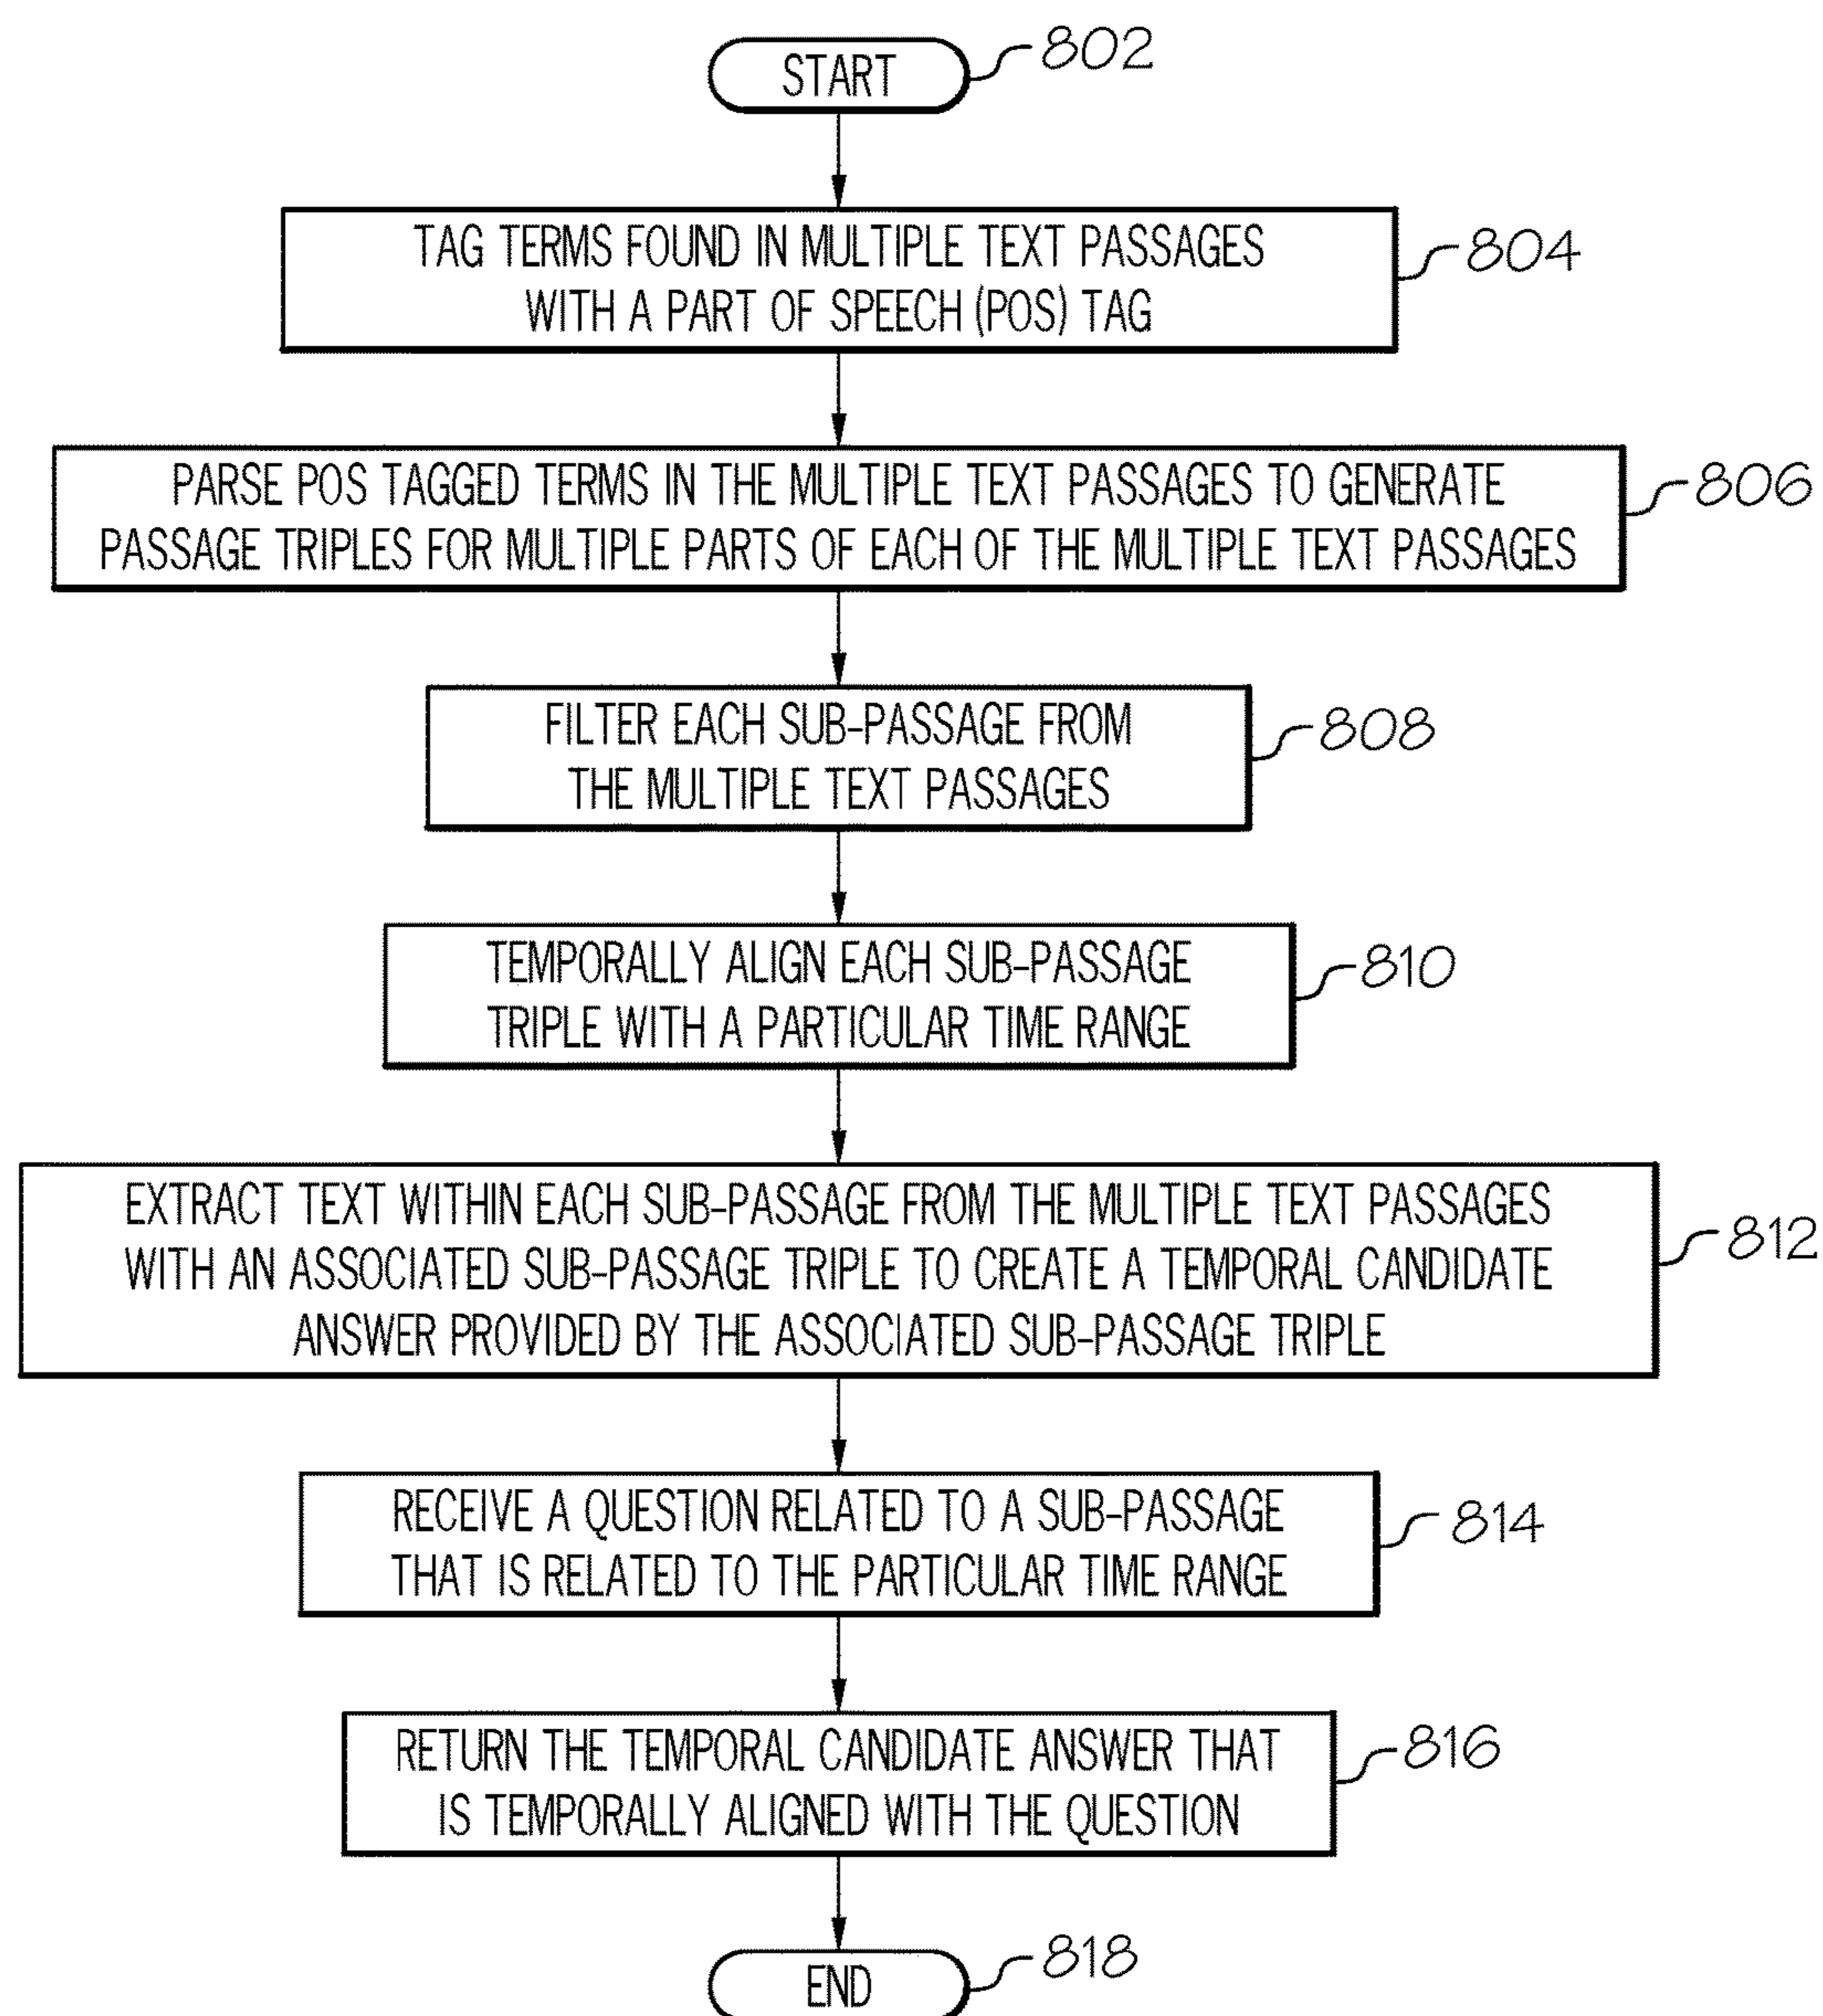 START
802
TAG TERMS FOUND IN MULTIPLE TEXT PASSAGES
WITH A PART OF SPEECH (POS) TAG
804
PARSE POS TAGGED TERMS IN THE MULTIPLE TEXT PASSAGES TO GENERATE
PASSAGE TRIPLES FOR MULTIPLE PARTS OF EACH OF THE MULTIPLE TEXT PASSAGES
806
FILTER EACH SUB-PASSAGE FROM
THE MULTIPLE TEXT PASSAGES
808
TEMPORALLY ALIGN EACH SUB-PASSAGE
TRIPLE WITH A PARTICULAR TIME RANGE
810
EXTRACT TEXT WITHIN EACH SUB-PASSAGE FROM THE MULTIPLE TEXT PASSAGES
WITH AN ASSOCIATED SUB-PASSAGE TRIPLE TO CREATE A TEMPORAL CANDIDATE
ANSWER PROVIDED BY THE ASSOCIATED SUB-PASSAGE TRIPLE
812
RECEIVE A QUESTION RELATED TO A SUB-PASSAGE
THAT IS RELATED TO THE PARTICULAR TIME RANGE
814
RETURN THE TEMPORAL CANDIDATE ANSWER THAT
IS TEMPORALLY ALIGNED WITH THE QUESTION
816
END
818